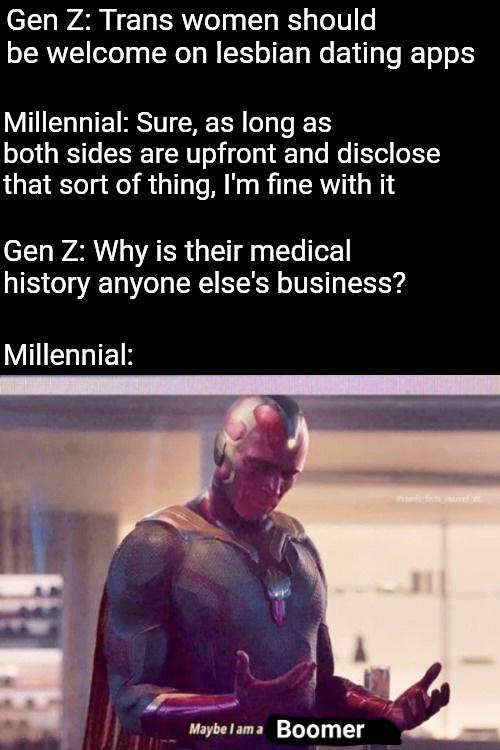 Gen Z: Trans women should
be welcome on lesbian dating apps
Millennial: Sure, as long as
both sides are upfront and disclose
that sort of thing, I'm fine with it
Gen Z: Why is their medical
history anyone else's business?
Millennial:
Maybe I am a Boomer